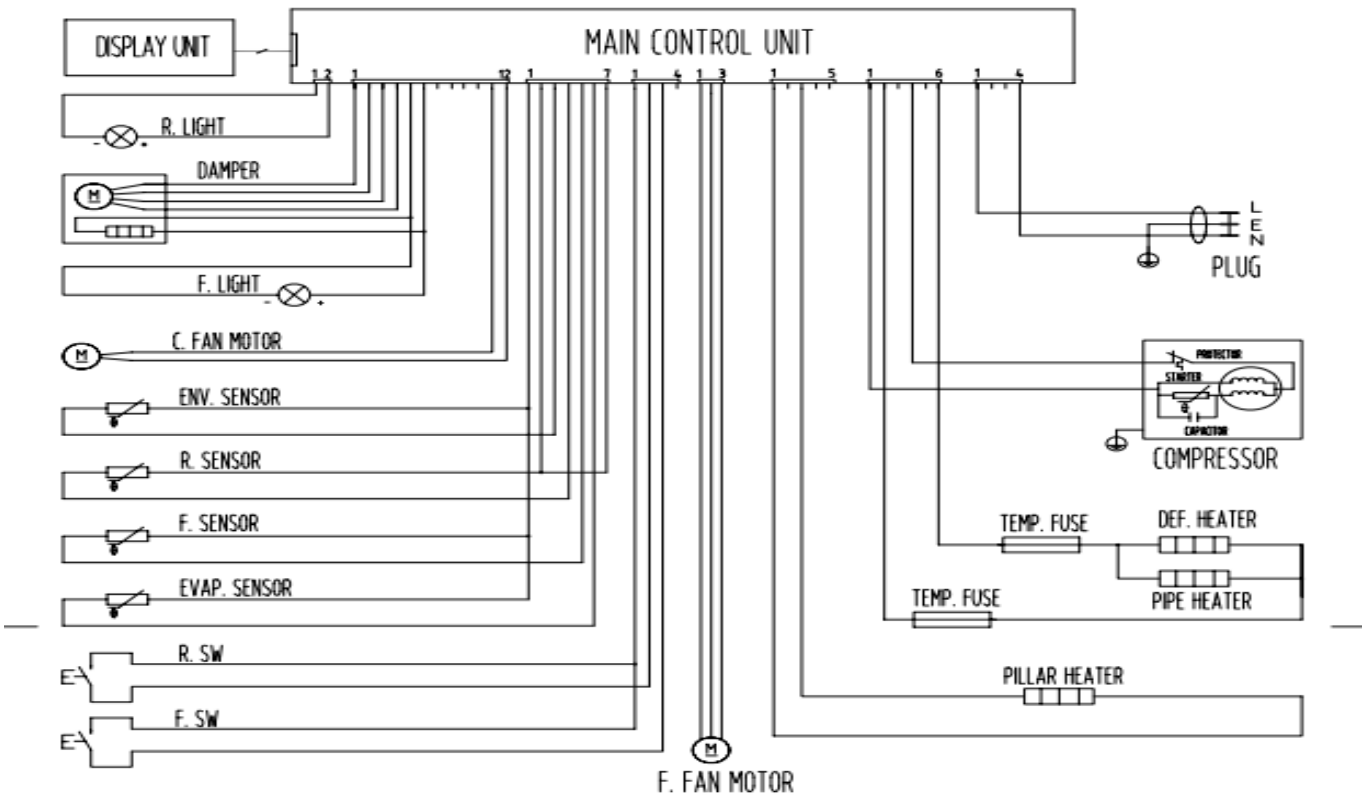 DISPLAY UNIT
MAIN CONTROL UNIT
1 2 1 12 1 7 1 4 1 3 1 5 1 6 1 4
R. LIGHT
- +
DAMPER
M
F. LIGHT
- +
C. FAN MOTOR
M
ENV. SENSOR
θ
R. SENSOR
θ
F. SENSOR
θ
EVAP. SENSOR
θ
R. SW
F. SW
M
F. FAN MOTOR
L
E
N
PLUG
PROTECTOR
STARTER
θ
CAPACITOR
COMPRESSOR
TEMP. FUSE
DEF. HEATER
PIPE HEATER
TEMP. FUSE
PILLAR HEATER